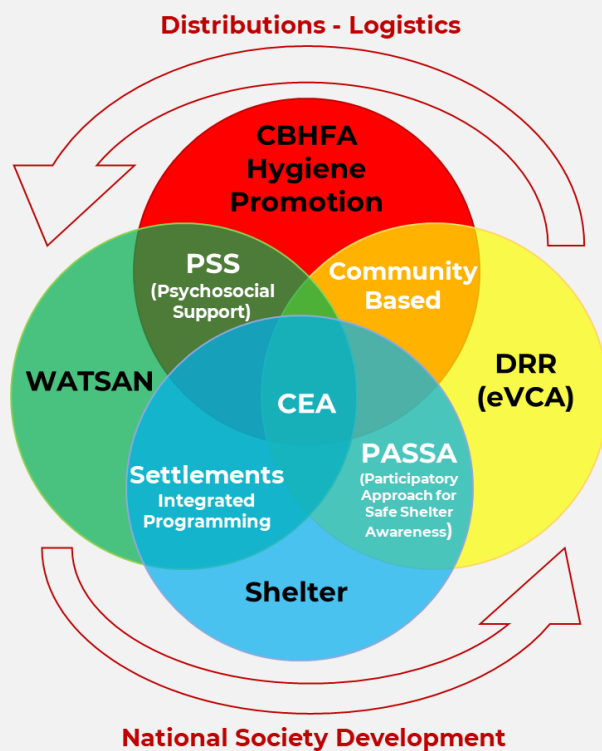 Distributions - Logistics
CBHFA
Hygiene
Promotion
PSS
(Psychosocial
Support)
Community
Based
WATSAN
CEA
DRR
(eVCA)
Settlements
Integrated
Programming
PASSA
(Participatory
Approach for
Safe Shelter
Awareness)
Shelter
National Society Development